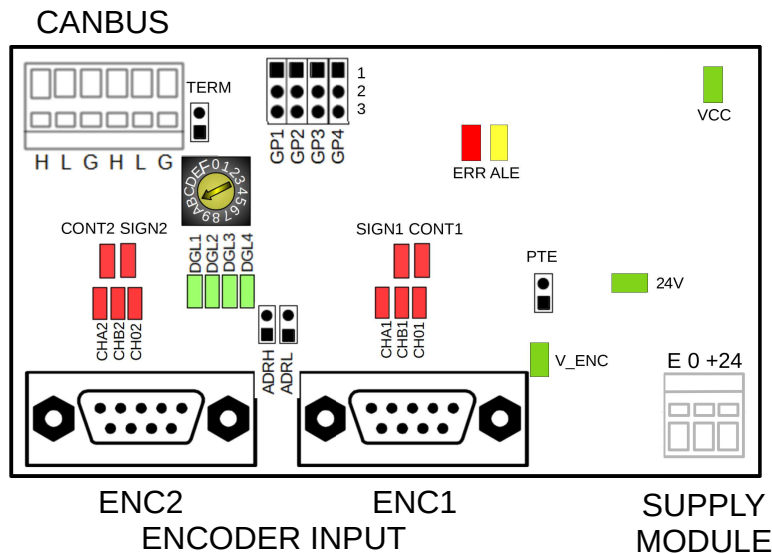 CANBUS
TERM
1
2
3
GP1 GP2 GP3 GP4
VCC
H L G H L G
ERR ALE
0123456789ABCDEF
CONT2 SIGN2
SIGN1 CONT1
DGL1 DGL2 DGL3 DGL4
PTE
24V
CHA2 CHB2 CH02
CHA1 CHB1 CH01
ADRH ADRL
V_ENC
E 0 +24
ENC2
ENC1
ENCODER INPUT
SUPPLY
MODULE